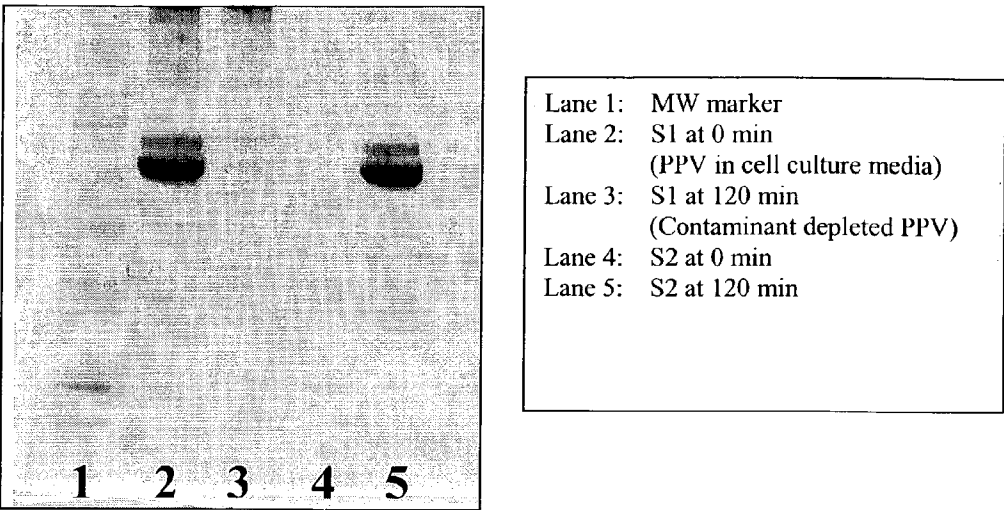 1 2 3 4 5
Lane 1: MW marker
Lane 2: S1 at 0 min
(PPV in cell culture media)
Lane 3: S1 at 120 min
(Contaminant depleted PPV)
Lane 4: S2 at 0 min
Lane 5: S2 at 120 min